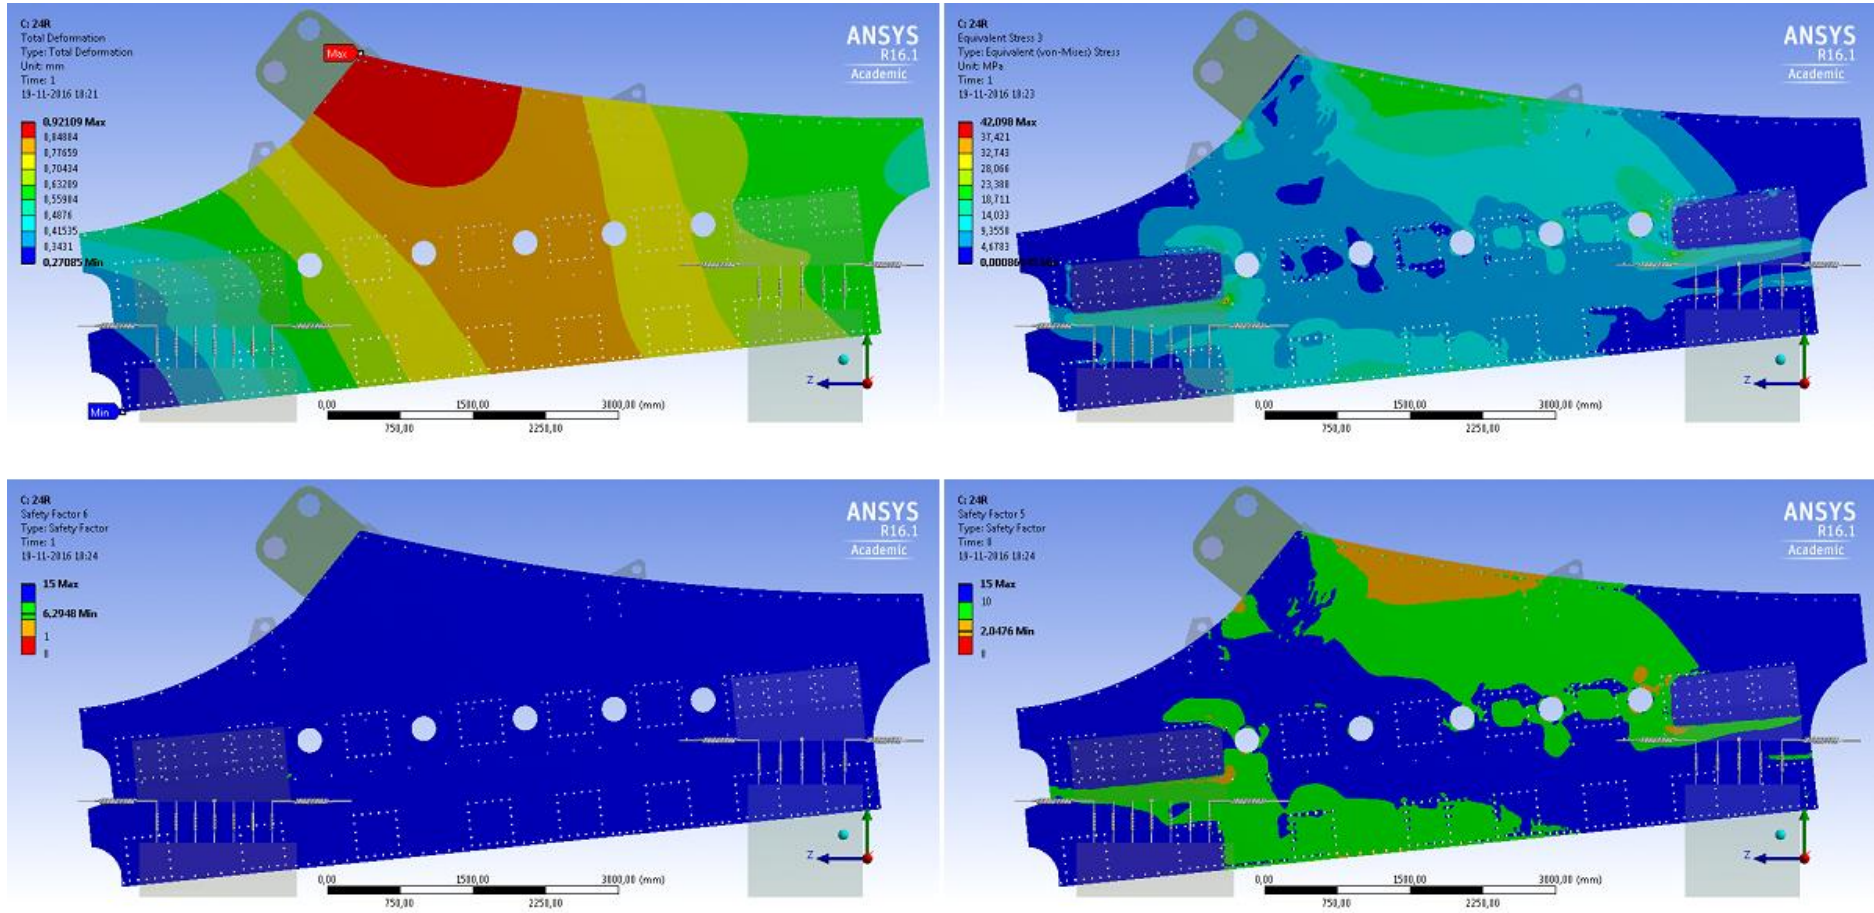 C: 24R
Total Deformation
Type: Total Deformation
Unit: mm
Time: 1
19-11-2016 18:21
0,92109 Max
0,84884
0,77659
0,70434
0,63209
0,55984
0,4876
0,41535
0,3431
0,27085 Min
Max
Min
ANSYS
R16.1
Academic
Z
0,00 1500,00 3000,00 (mm)
750,00 2250,00
C: 24R
Equivalent Stress 3
Type: Equivalent (von-Mises) Stress
Unit: MPa
Time: 1
19-11-2016 18:23
42,098 Max
37,421
32,743
28,066
23,388
18,711
14,033
9,3558
4,6783
ANSYS
R16.1
Academic
Z
0,00 1500,00 3000,00 (mm)
750,00 2250,00
C: 24R
Safety Factor 6
Type: Safety Factor
Time: 1
19-11-2016 18:24
15 Max
6,2948 Min
1
0
ANSYS
R16.1
Academic
Z
0,00 1500,00 3000,00 (mm)
750,00 2250,00
C: 24R
Safety Factor 5
Type: Safety Factor
Time: 0
19-11-2016 18:24
15 Max
10
2,0476 Min
0
ANSYS
R16.1
Academic
Z
0,00 1500,00 3000,00 (mm)
750,00 2250,00